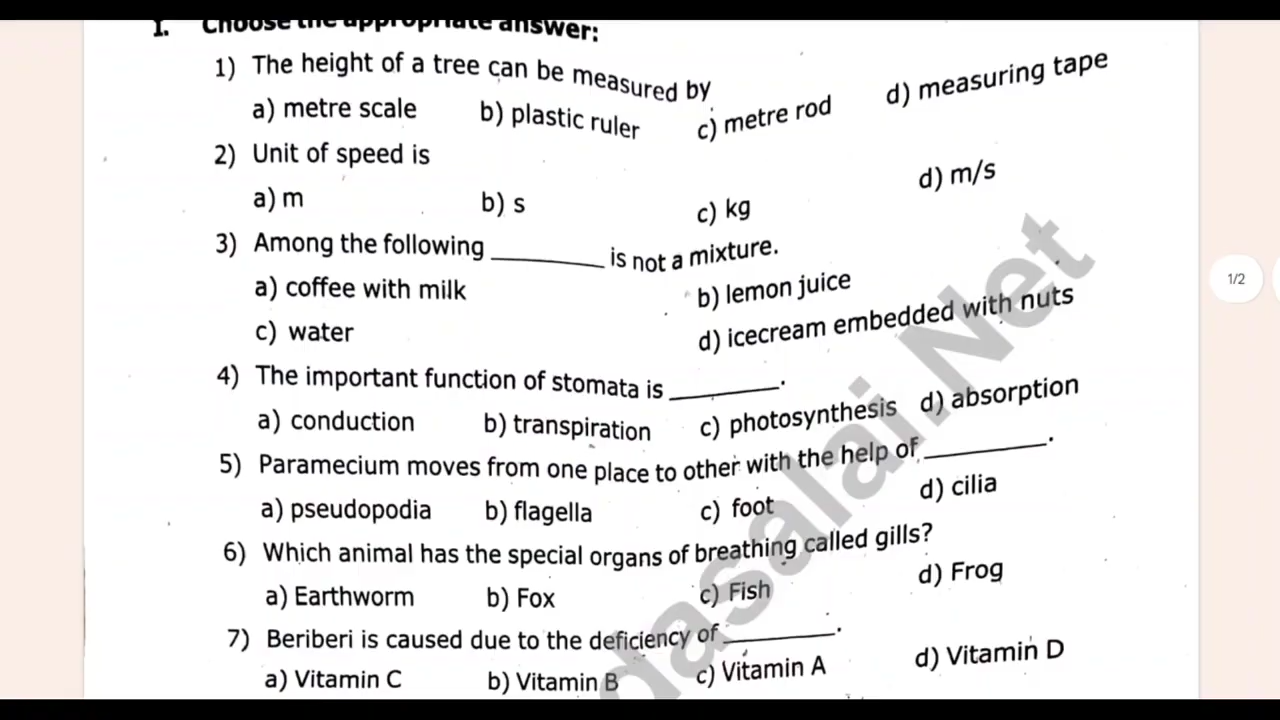 I. Choose the appropriate answer:
1) The height of a tree can be measured by
a) metre scale b) plastic ruler c) metre rod d) measuring tape
2) Unit of speed is
a) m b) s c) kg d) m/s
3) Among the following ________ is not a mixture.
a) coffee with milk b) lemon juice
c) water d) icecream embedded with nuts
4) The important function of stomata is ________.
a) conduction b) transpiration c) photosynthesis d) absorption
5) Paramecium moves from one place to other with the help of ________.
a) pseudopodia b) flagella c) foot d) cilia
6) Which animal has the special organs of breathing called gills?
a) Earthworm b) Fox c) Fish d) Frog
7) Beriberi is caused due to the deficiency of ________.
a) Vitamin C b) Vitamin B c) Vitamin A d) Vitamin D
dasalai.Net
1/2